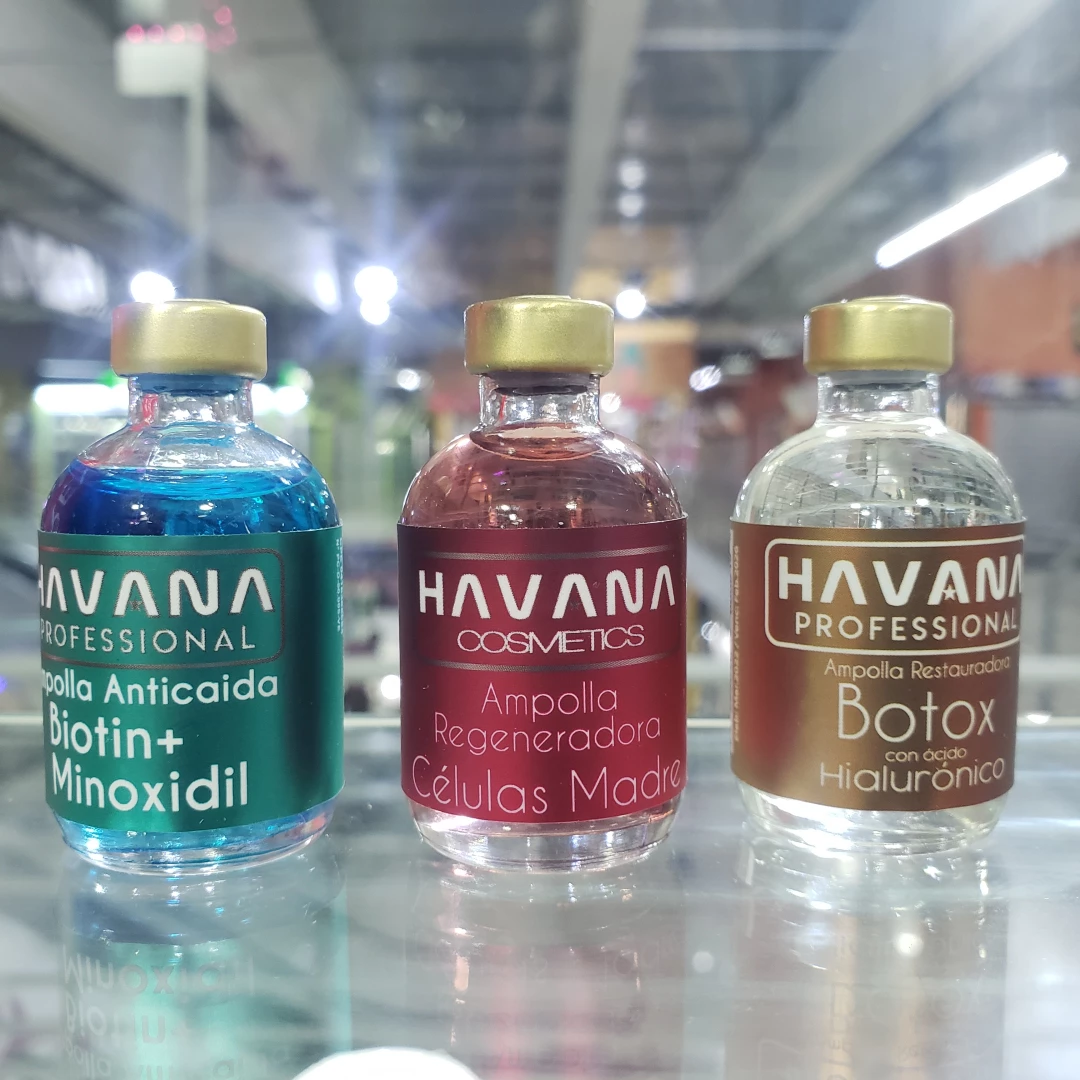 HAVANA
PROFESSIONAL
Ampolla Anticaida
Biotin+
Minoxidil
HAVANA
COSMETICS
Ampolla
Regeneradora
Células Madre
HAVANA
PROFESSIONAL
Ampolla Restauradora
Botox
con ácido
Hialurónico